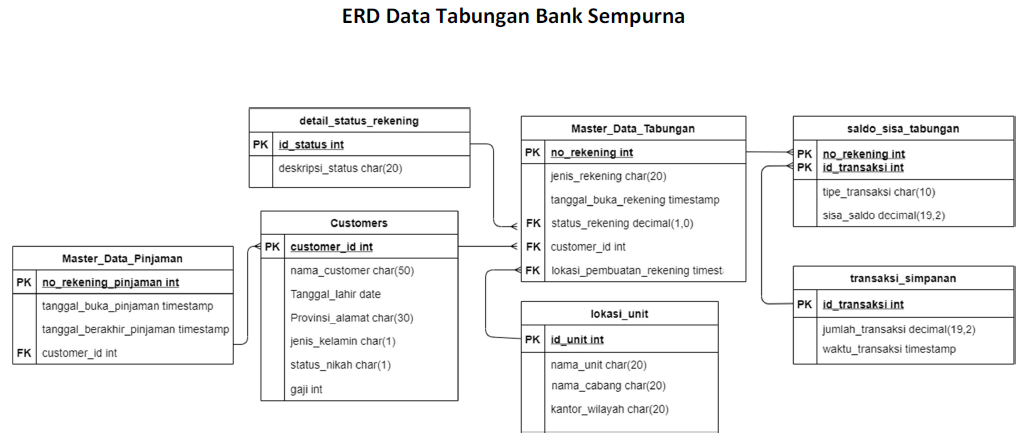 ERD Data Tabungan Bank Sempurna
detail_status_rekening
PK id_status int
deskripsi_status char(20)
Master_Data_Tabungan
PK no_rekening int
jenis_rekening char(20)
tanggal_buka_rekening timestamp
FK status_rekening decimal(1,0)
FK customer_id int
FK lokasi_pembuatan_rekening timest
saldo_sisa_tabungan
PK no_rekening int
PK id_transaksi int
tipe_transaksi char(10)
sisa_saldo decimal(19,2)
Customers
PK customer_id int
nama_customer char(50)
Tanggal_lahir date
Provinsi_alamat char(30)
jenis_kelamin char(1)
status_nikah char(1)
gaji int
Master_Data_Pinjaman
PK no_rekening_pinjaman int
tanggal_buka_pinjaman timestamp
tanggal_berakhir_pinjaman timestamp
FK customer_id int
lokasi_unit
PK id_unit int
nama_unit char(20)
nama_cabang char(20)
kantor_wilayah char(20)
transaksi_simpanan
PK id_transaksi int
jumlah_transaksi decimal(19,2)
waktu_transaksi timestamp